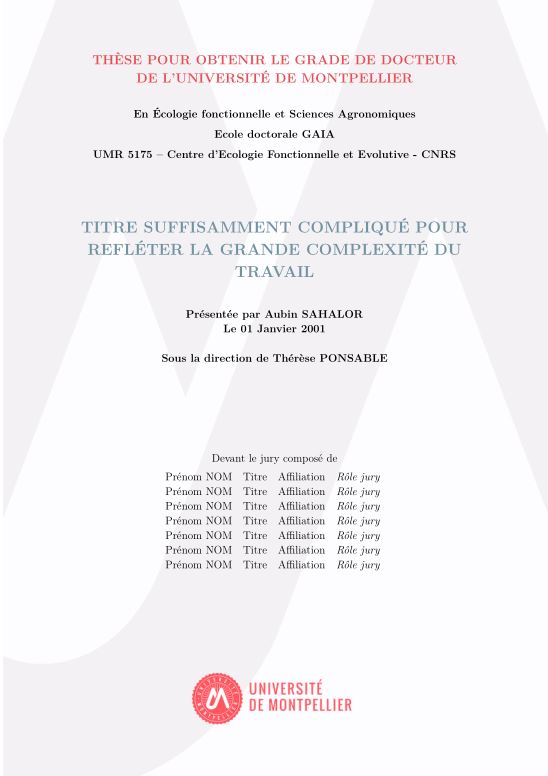 THÈSE POUR OBTENIR LE GRADE DE DOCTEUR
DE L'UNIVERSITÉ DE MONTPELLIER
En Écologie fonctionnelle et Sciences Agronomiques
Ecole doctorale GAIA
UMR 5175 – Centre d'Ecologie Fonctionnelle et Evolutive - CNRS
TITRE SUFFISAMMENT COMPLIQUÉ POUR
REFLÉTER LA GRANDE COMPLEXITÉ DU
TRAVAIL
Présentée par Aubin SAHALOR
Le 01 Janvier 2001
Sous la direction de Thérèse PONSABLE
Devant le jury composé de
Prénom NOM Titre Affiliation Rôle jury
Prénom NOM Titre Affiliation Rôle jury
Prénom NOM Titre Affiliation Rôle jury
Prénom NOM Titre Affiliation Rôle jury
Prénom NOM Titre Affiliation Rôle jury
Prénom NOM Titre Affiliation Rôle jury
Prénom NOM Titre Affiliation Rôle jury
UNIVERSITÉ
DE MONTPELLIER